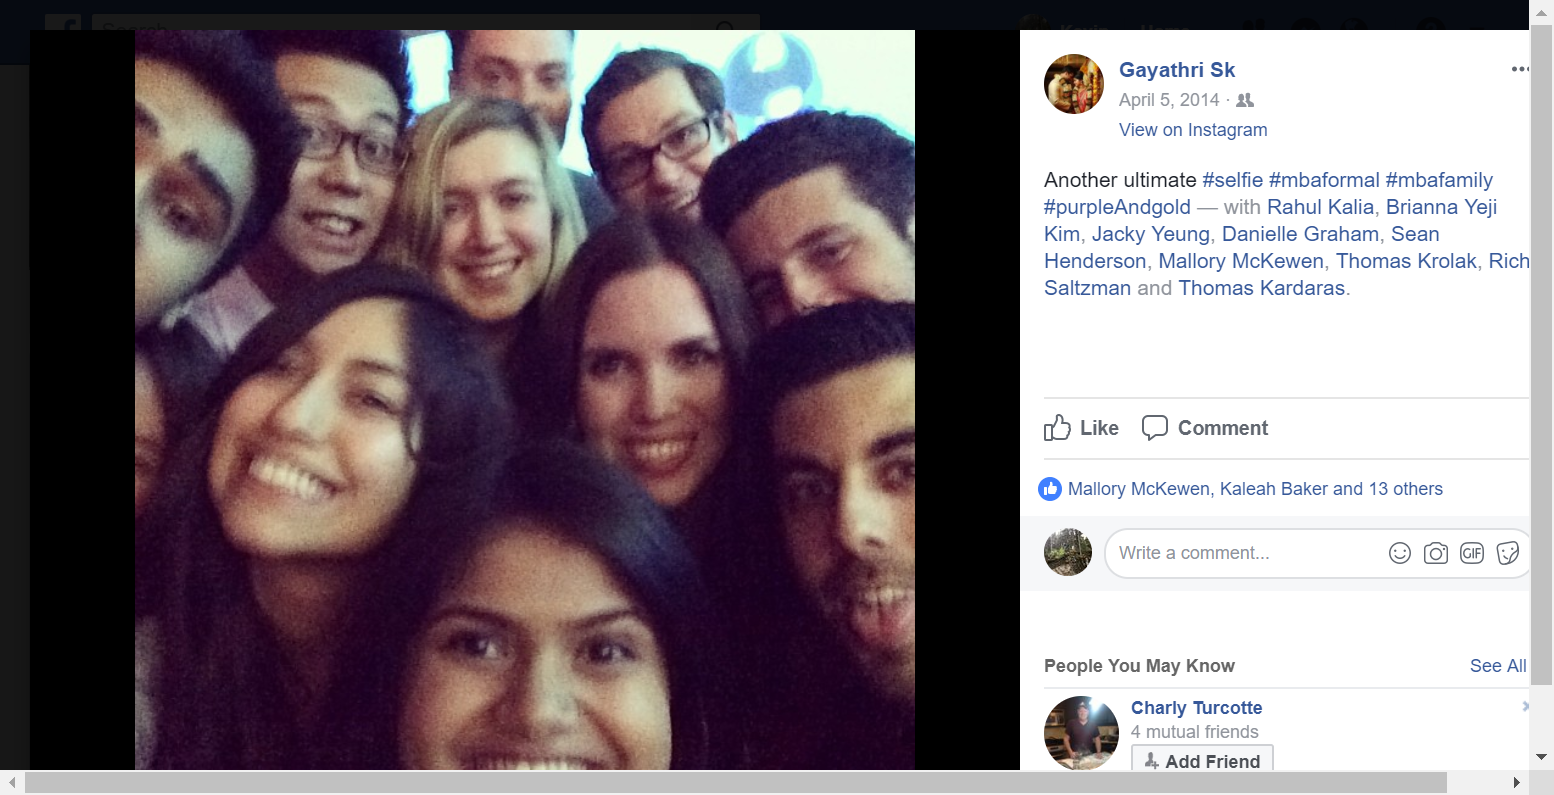 Search
Gayathri Sk
April 5, 2014 ·
View on Instagram
Another ultimate #selfie #mbaformal #mbafamily
#purpleAndgold — with Rahul Kalia, Brianna Yeji
Kim, Jacky Yeung, Danielle Graham, Sean
Henderson, Mallory McKewen, Thomas Krolak, Rich
Saltzman and Thomas Kardaras.
Like Comment
Mallory McKewen, Kaleah Baker and 13 others
Write a comment... GIF
People You May Know See All
Charly Turcotte
4 mutual friends
Add Friend